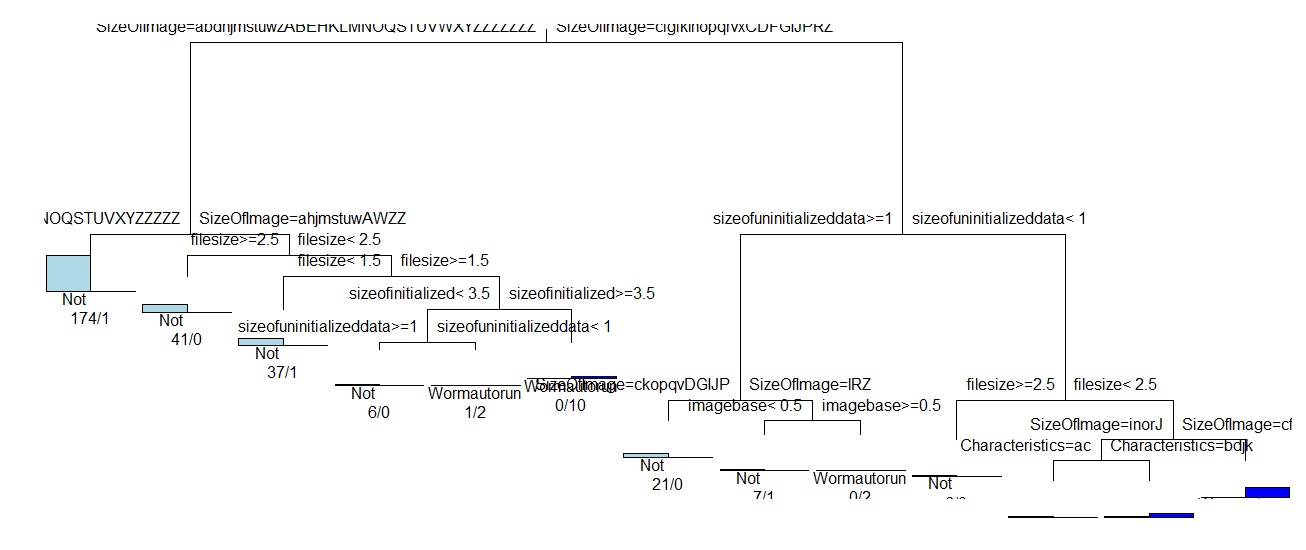 SizeOfImage=abdhjmstuwzABEHKLMNOQSTUVWXYZZZZZZZ SizeOfImage=cfgiklnopqrvxCDFGIJPRZ
NOQSTUVXYZZZZZ SizeOfImage=ahjmstuwAWZZ
sizeofuninitializeddata>=1 sizeofuninitializeddata< 1
filesize>=2.5 filesize< 2.5
filesize< 1.5 filesize>=1.5
sizeofinitialized< 3.5 sizeofinitialized>=3.5
sizeofuninitializeddata>=1 sizeofuninitializeddata< 1
Not
174/1
Not
41/0
Not
37/1
Not
6/0
Wormautorun
1/2
Wormautorun
0/10
SizeOfImage=ckopqvDGIJP SizeOfImage=lRZ
filesize>=2.5 filesize< 2.5
imagebase< 0.5 imagebase>=0.5
SizeOfImage=inorJ SizeOfImage=cf
Characteristics=ac Characteristics=bdjk
Not
21/0
Not
7/1
Wormautorun
0/2
Not